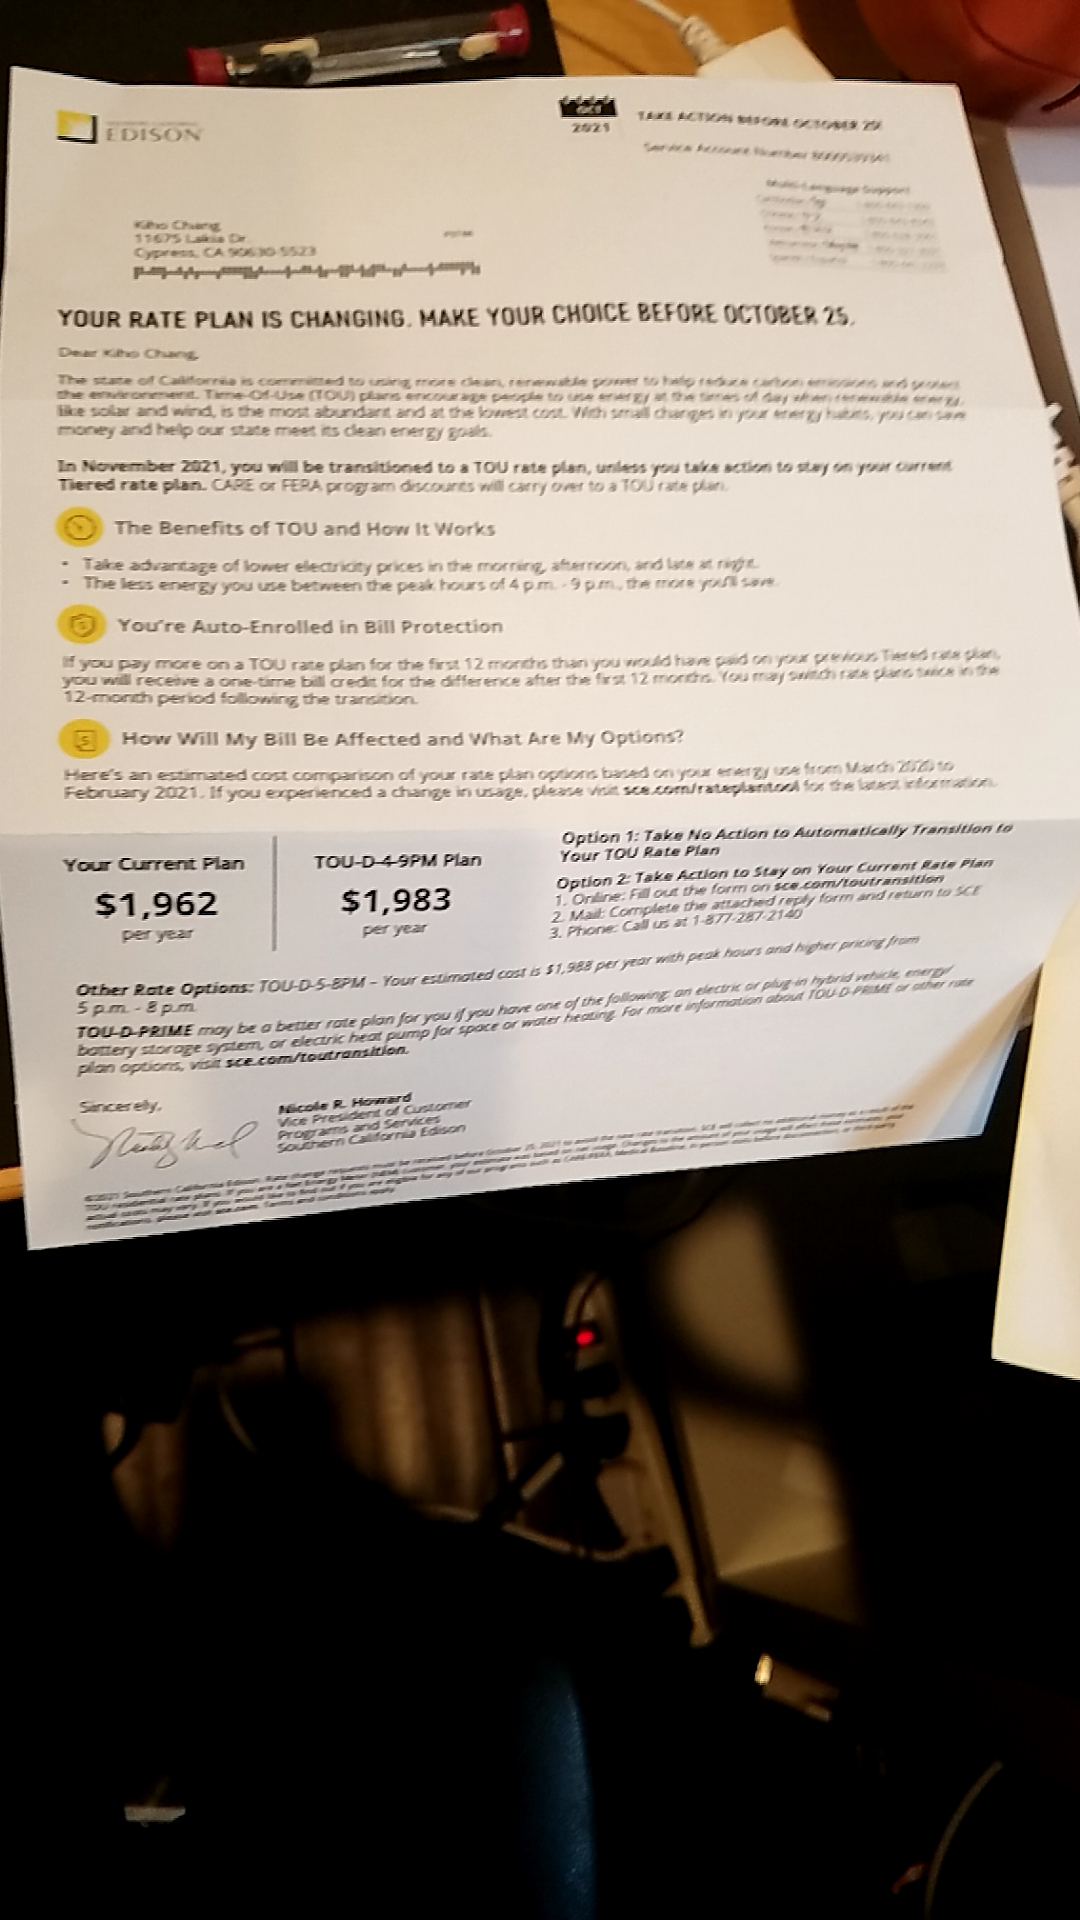 EDISON
OCT
2021
TAKE ACTION BEFORE OCTOBER 25!
Service Account Number
Multi-Language Support
Kiho Chang
11675 Lakia Dr
Cypress, CA 90630-5523
YOUR RATE PLAN IS CHANGING. MAKE YOUR CHOICE BEFORE OCTOBER 25.
Dear Kiho Chang,
The state of California is committed to using more clean, renewable power to help reduce carbon emissions and protect
the environment. Time-Of-Use (TOU) plans encourage people to use energy at the times of day when renewable energy,
like solar and wind, is the most abundant and at the lowest cost. With small changes in your energy habits, you can save
money and help our state meet its clean energy goals.
In November 2021, you will be transitioned to a TOU rate plan, unless you take action to stay on your current
Tiered rate plan. CARE or FERA program discounts will carry over to a TOU rate plan.
The Benefits of TOU and How It Works
• Take advantage of lower electricity prices in the morning, afternoon, and late at night.
• The less energy you use between the peak hours of 4 p.m. - 9 p.m., the more you'll save.
You're Auto-Enrolled in Bill Protection
If you pay more on a TOU rate plan for the first 12 months than you would have paid on your previous Tiered rate plan,
you will receive a one-time bill credit for the difference after the first 12 months. You may switch rate plans twice in the
12-month period following the transition.
How Will My Bill Be Affected and What Are My Options?
Here's an estimated cost comparison of your rate plan options based on your energy use from March 2020 to
February 2021. If you experienced a change in usage, please visit sce.com/rateplantool for the latest information.
Your Current Plan
$1,962
per year
TOU-D-4-9PM Plan
$1,983
per year
Option 1: Take No Action to Automatically Transition to
Your TOU Rate Plan
Option 2: Take Action to Stay on Your Current Rate Plan
1. Online: Fill out the form on sce.com/toutransition
2. Mail: Complete the attached reply form and return to SCE
3. Phone: Call us at 1-877-287-2140
Other Rate Options: TOU-D-5-8PM – Your estimated cost is $1,988 per year with peak hours and higher pricing from
5 p.m. - 8 p.m.
TOU-D-PRIME may be a better rate plan for you if you have one of the following: an electric or plug-in hybrid vehicle, energy/
battery storage system, or electric heat pump for space or water heating. For more information about TOU-D-PRIME or other rate
plan options, visit sce.com/toutransition.
Sincerely,
Nicole R. Howard
Vice President of Customer
Programs and Services
Southern California Edison
©2021 Southern California Edison. Rate change requests must be received before October 25, 2021 to avoid the new rate transition.